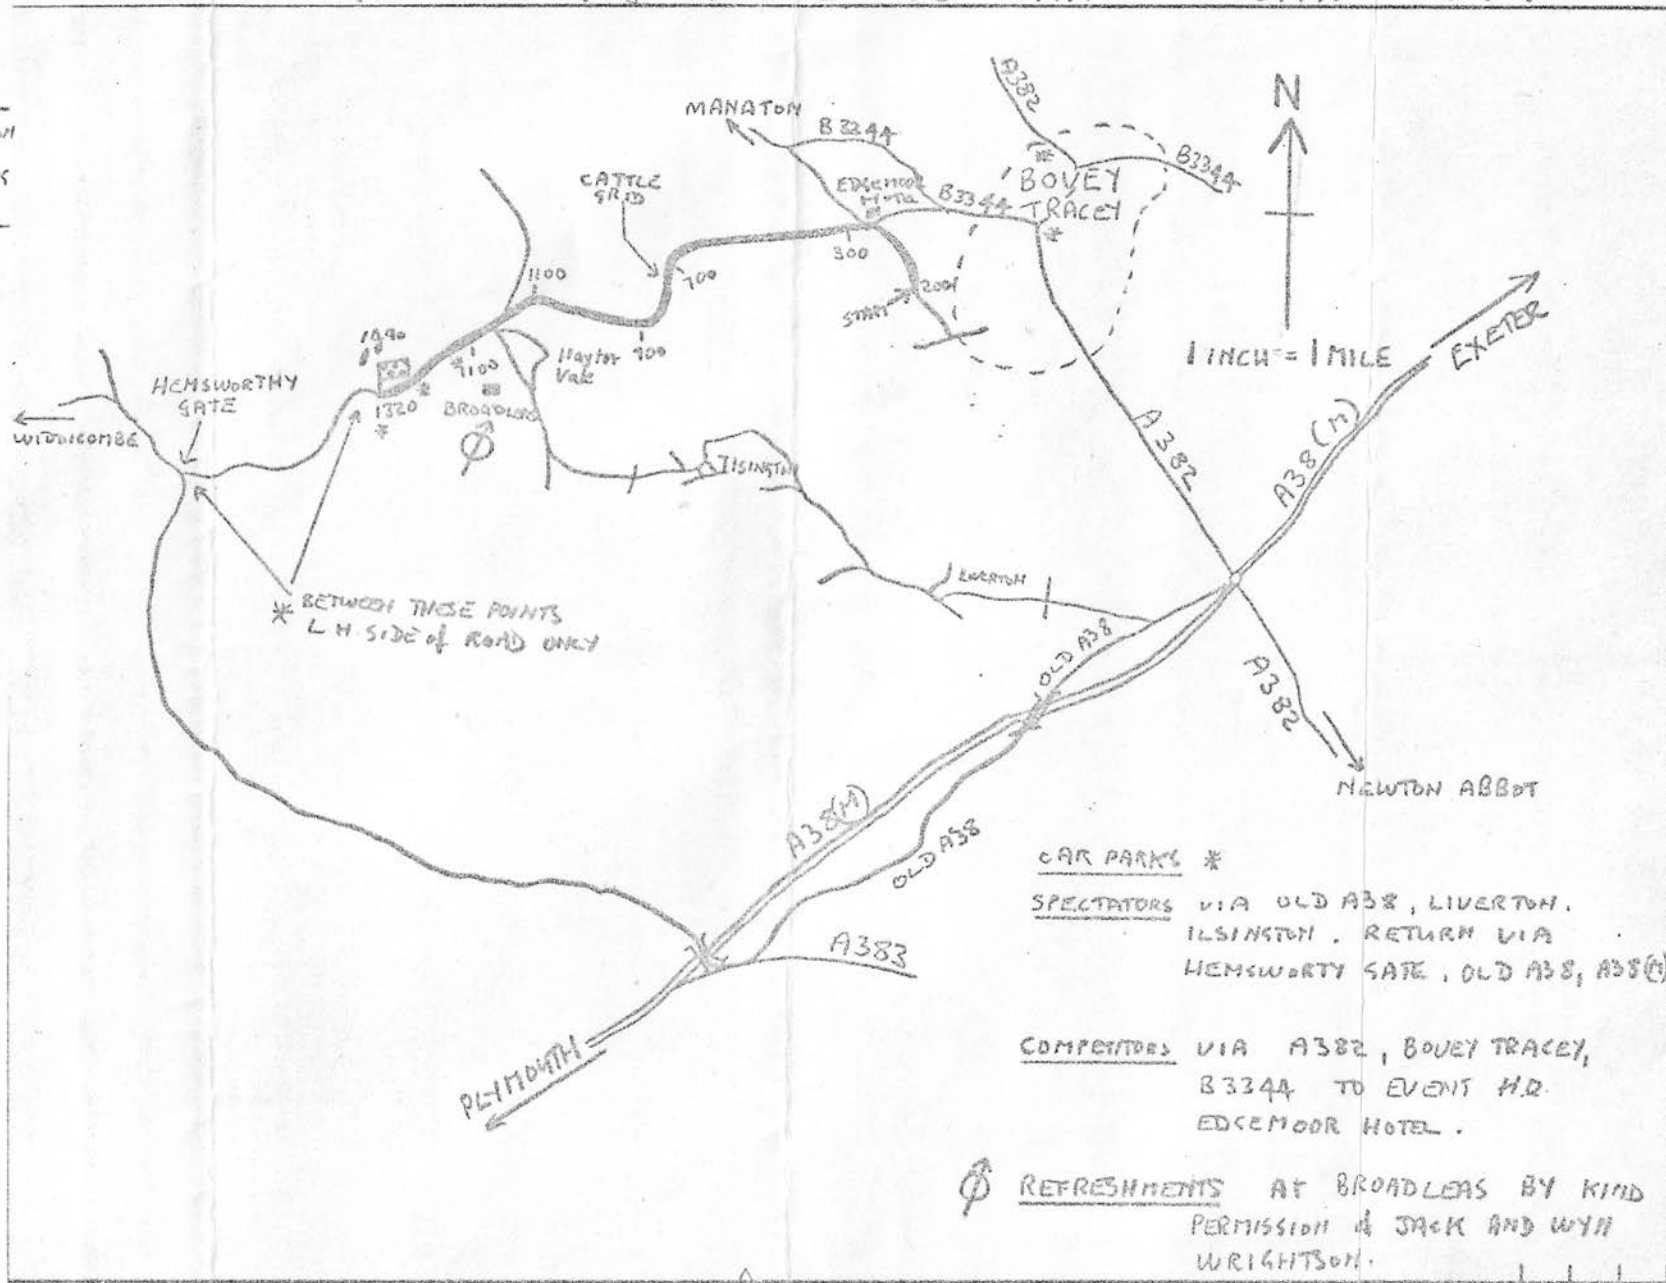 A382
N
MANATON
B3344
B3344
CATTLE
GRID
EDGEMOOR
HOTEL
B3344
BOVEY
TRACEY
*
*
1100
700
300
200
START
EXETER
1 INCH = 1 MILE
900
Haytor
Vale
1100
HEMSWORTHY
GATE
1320
*
BROADLEAS
WIDDICOMBE
A382
A38(M)
ILSINGTN
LIVERTON
* BETWEEN THESE POINTS
L.H. SIDE of ROAD ONLY
OLD A38
A382
NEWTON ABBOT
A38(M)
OLD A38
A383
PLYMOUTH
CAR PARKS *
SPECTATORS VIA OLD A38, LIVERTON.
ILSINGTON. RETURN VIA
HEMSWORTY GATE. OLD A38, A38(M)
COMPETITORS VIA A382, BOVEY TRACEY,
B3344 TO EVENT H.Q.
EDGEMOOR HOTEL.
REFRESHMENTS AT BROADLEAS BY KIND
PERMISSION of JACK AND WYN
WRIGHTSON.